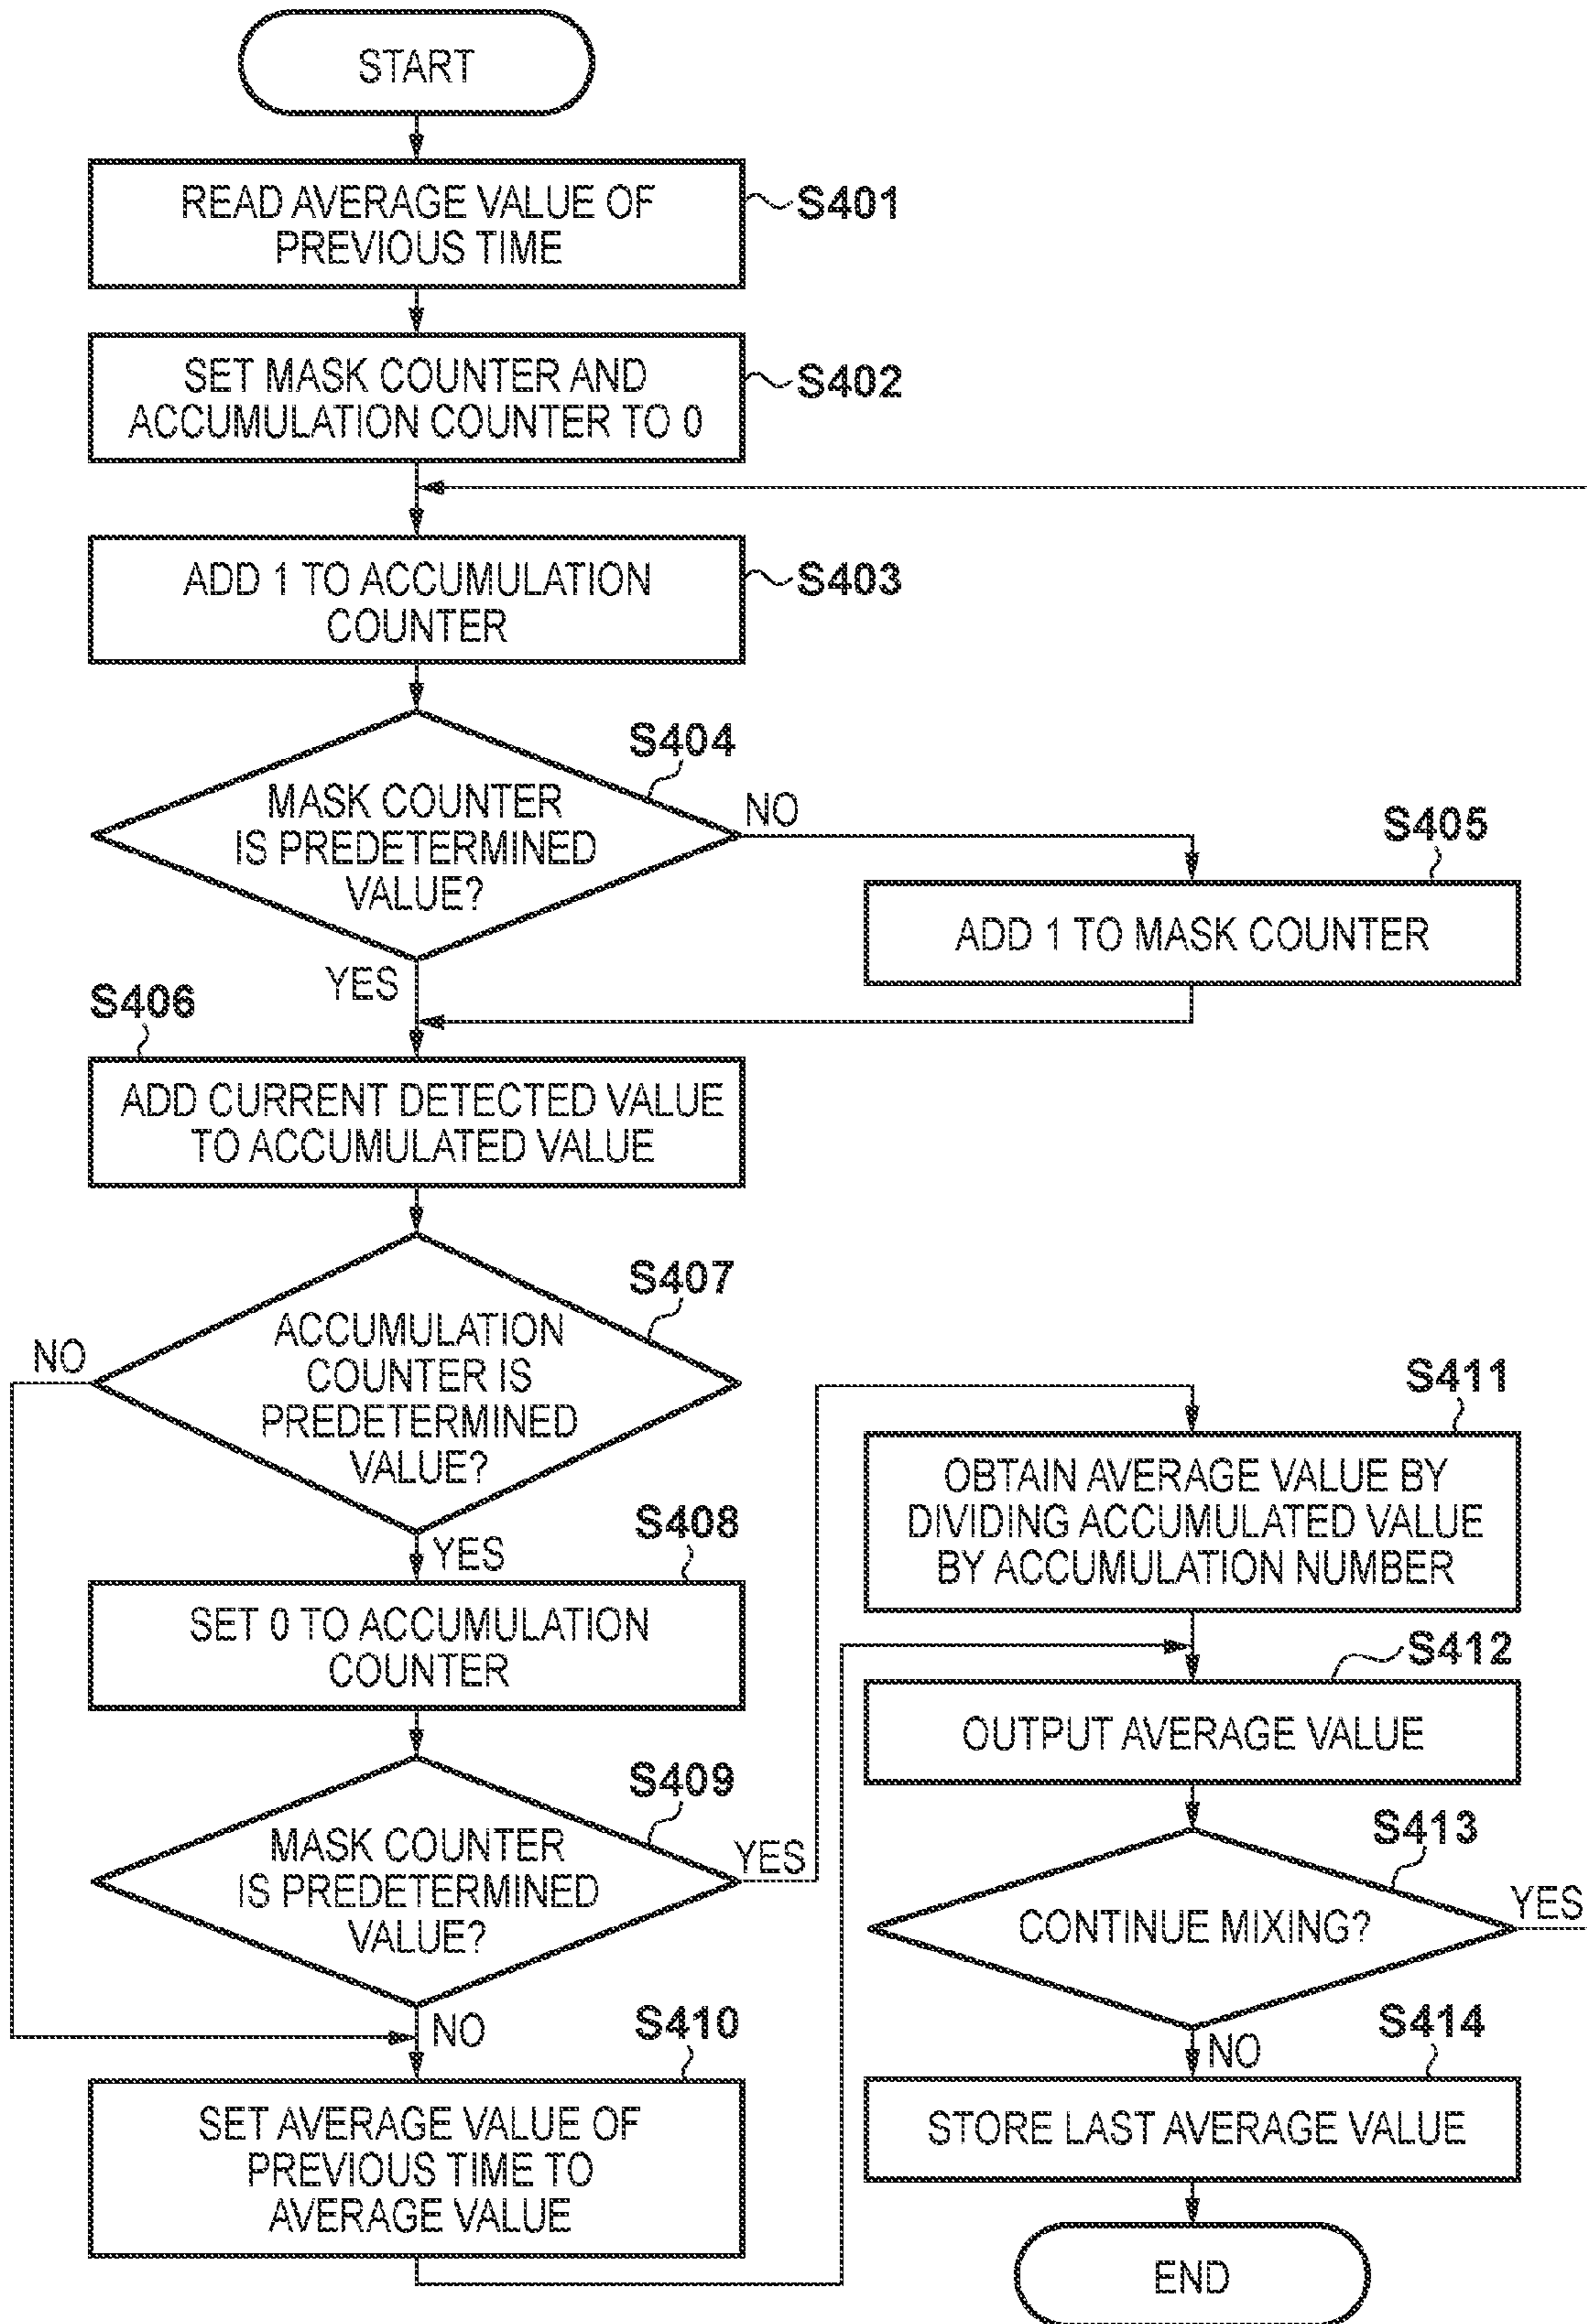 START
READ AVERAGE VALUE OF
PREVIOUS TIME
S401
SET MASK COUNTER AND
ACCUMULATION COUNTER TO 0
S402
ADD 1 TO ACCUMULATION
COUNTER
S403
S404
MASK COUNTER
IS PREDETERMINED
VALUE?
NO
YES
S405
ADD 1 TO MASK COUNTER
S406
ADD CURRENT DETECTED VALUE
TO ACCUMULATED VALUE
S407
ACCUMULATION
COUNTER IS
PREDETERMINED
VALUE?
NO
YES
S408
SET 0 TO ACCUMULATION
COUNTER
S409
MASK COUNTER
IS PREDETERMINED
VALUE?
YES
NO
S410
SET AVERAGE VALUE OF
PREVIOUS TIME TO
AVERAGE VALUE
S411
OBTAIN AVERAGE VALUE BY
DIVIDING ACCUMULATED VALUE
BY ACCUMULATION NUMBER
S412
OUTPUT AVERAGE VALUE
S413
CONTINUE MIXING?
YES
NO
S414
STORE LAST AVERAGE VALUE
END